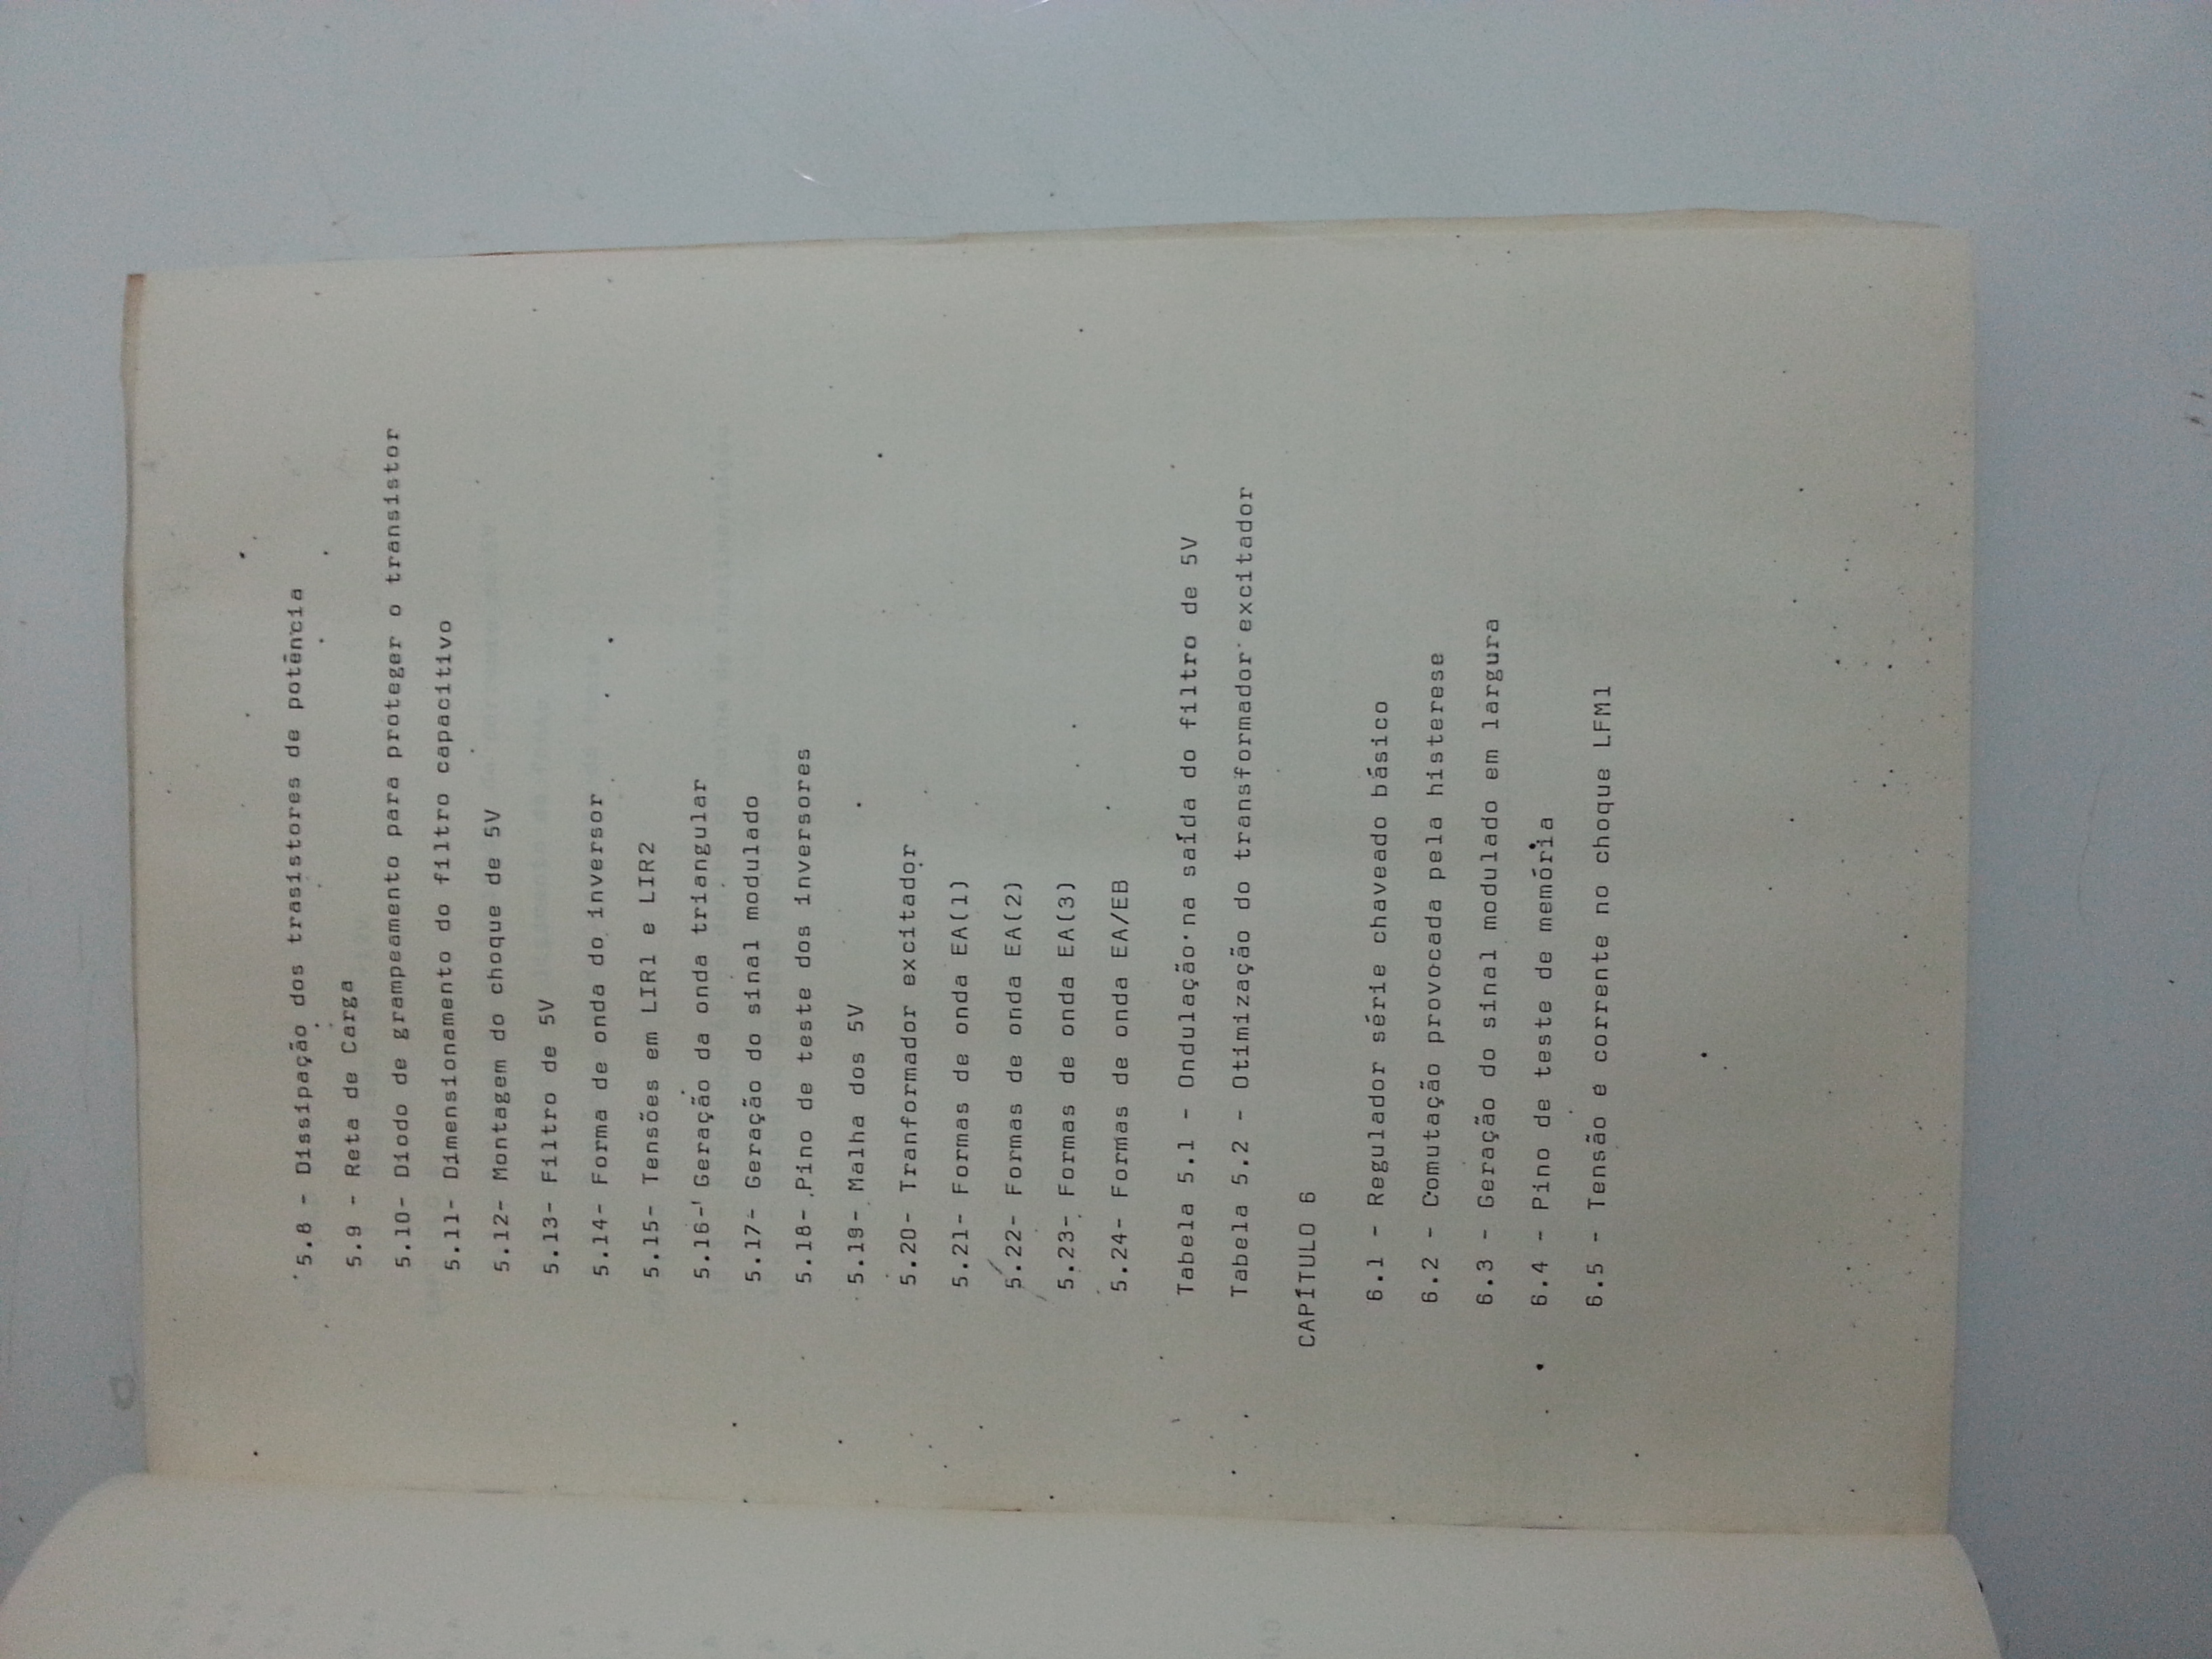 5.8 - Dissipação dos trasistores de potência
5.9 - Reta de Carga
5.10- Diodo de grampeamento para proteger o transistor
5.11- Dimensionamento do filtro capacitivo
5.12- Montagem do choque de 5V
5.13- Filtro de 5V
5.14- Forma de onda do inversor
5.15- Tensões em LIR1 e LIR2
5.16- Geração da onda triangular
5.17- Geração do sinal modulado
5.18- Pino de teste dos inversores
5.19- Malha dos 5V
5.20- Tranformador excitador
5.21- Formas de onda EA(1)
5.22- Formas de onda EA(2)
5.23- Formas de onda EA(3)
5.24- Formas de onda EA/EB
Tabela 5.1 - Ondulação na saída do filtro de 5V
Tabela 5.2 - Otimização do transformador excitador
CAPÍTULO 6
6.1 - Regulador série chaveado básico
6.2 - Comutação provocada pela histerese
6.3 - Geração do sinal modulado em largura
6.4 - Pino de teste de memória
6.5 - Tensão e corrente no choque LFM1